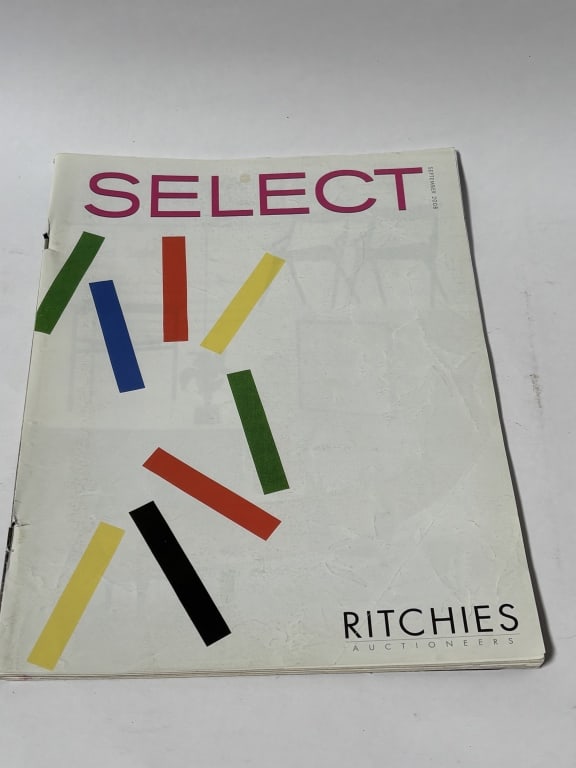 SELECT
SEPTEMBER 2008
RITCHIES
AUCTIONEERS